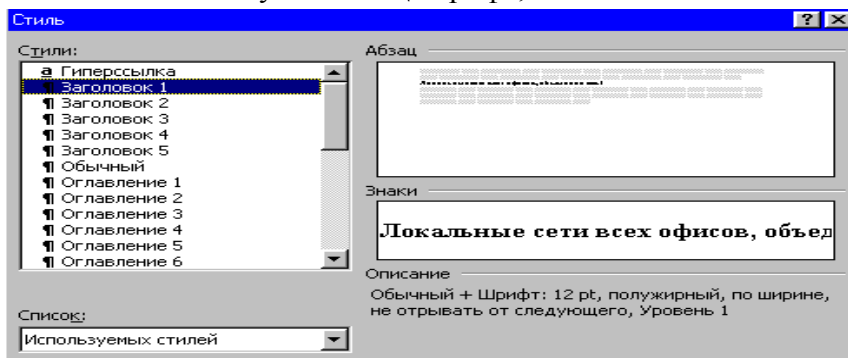 Стиль
Стили:
a Гиперссылка
¶ Заголовок 1
¶ Заголовок 2
¶ Заголовок 3
¶ Заголовок 4
¶ Заголовок 5
¶ Обычный
¶ Оглавление 1
¶ Оглавление 2
¶ Оглавление 3
¶ Оглавление 4
¶ Оглавление 5
¶ Оглавление 6
Список:
Используемых стилей
Абзац
Знаки
Локальные сети всех офисов, объед
Описание
Обычный + Шрифт: 12 pt, полужирный, по ширине,
не отрывать от следующего, Уровень 1